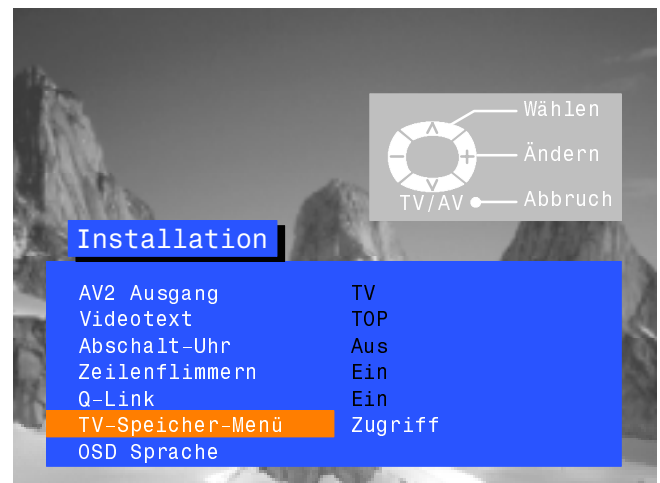 Wählen
Ändern
TV/AV Abbruch
Installation
AV2 Ausgang TV
Videotext TOP
Abschalt-Uhr Aus
Zeilenflimmern Ein
Q-Link Ein
TV-Speicher-Menü Zugriff
OSD Sprache